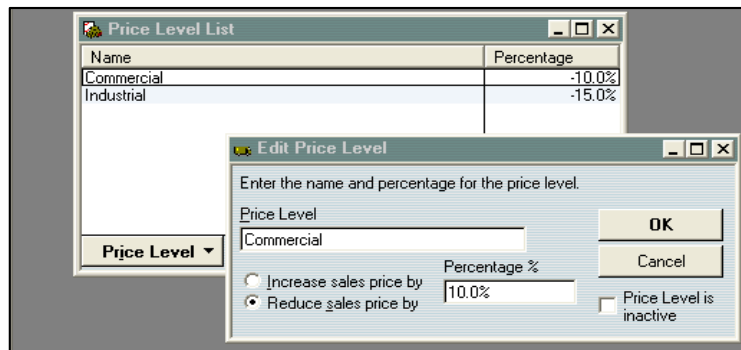 Price Level List
Name Percentage
Commercial -10.0%
Industrial -15.0%
Price Level
Edit Price Level
Enter the name and percentage for the price level.
Price Level
Commercial
Increase sales price by
Reduce sales price by
Percentage %
10.0%
OK
Cancel
Price Level is
inactive